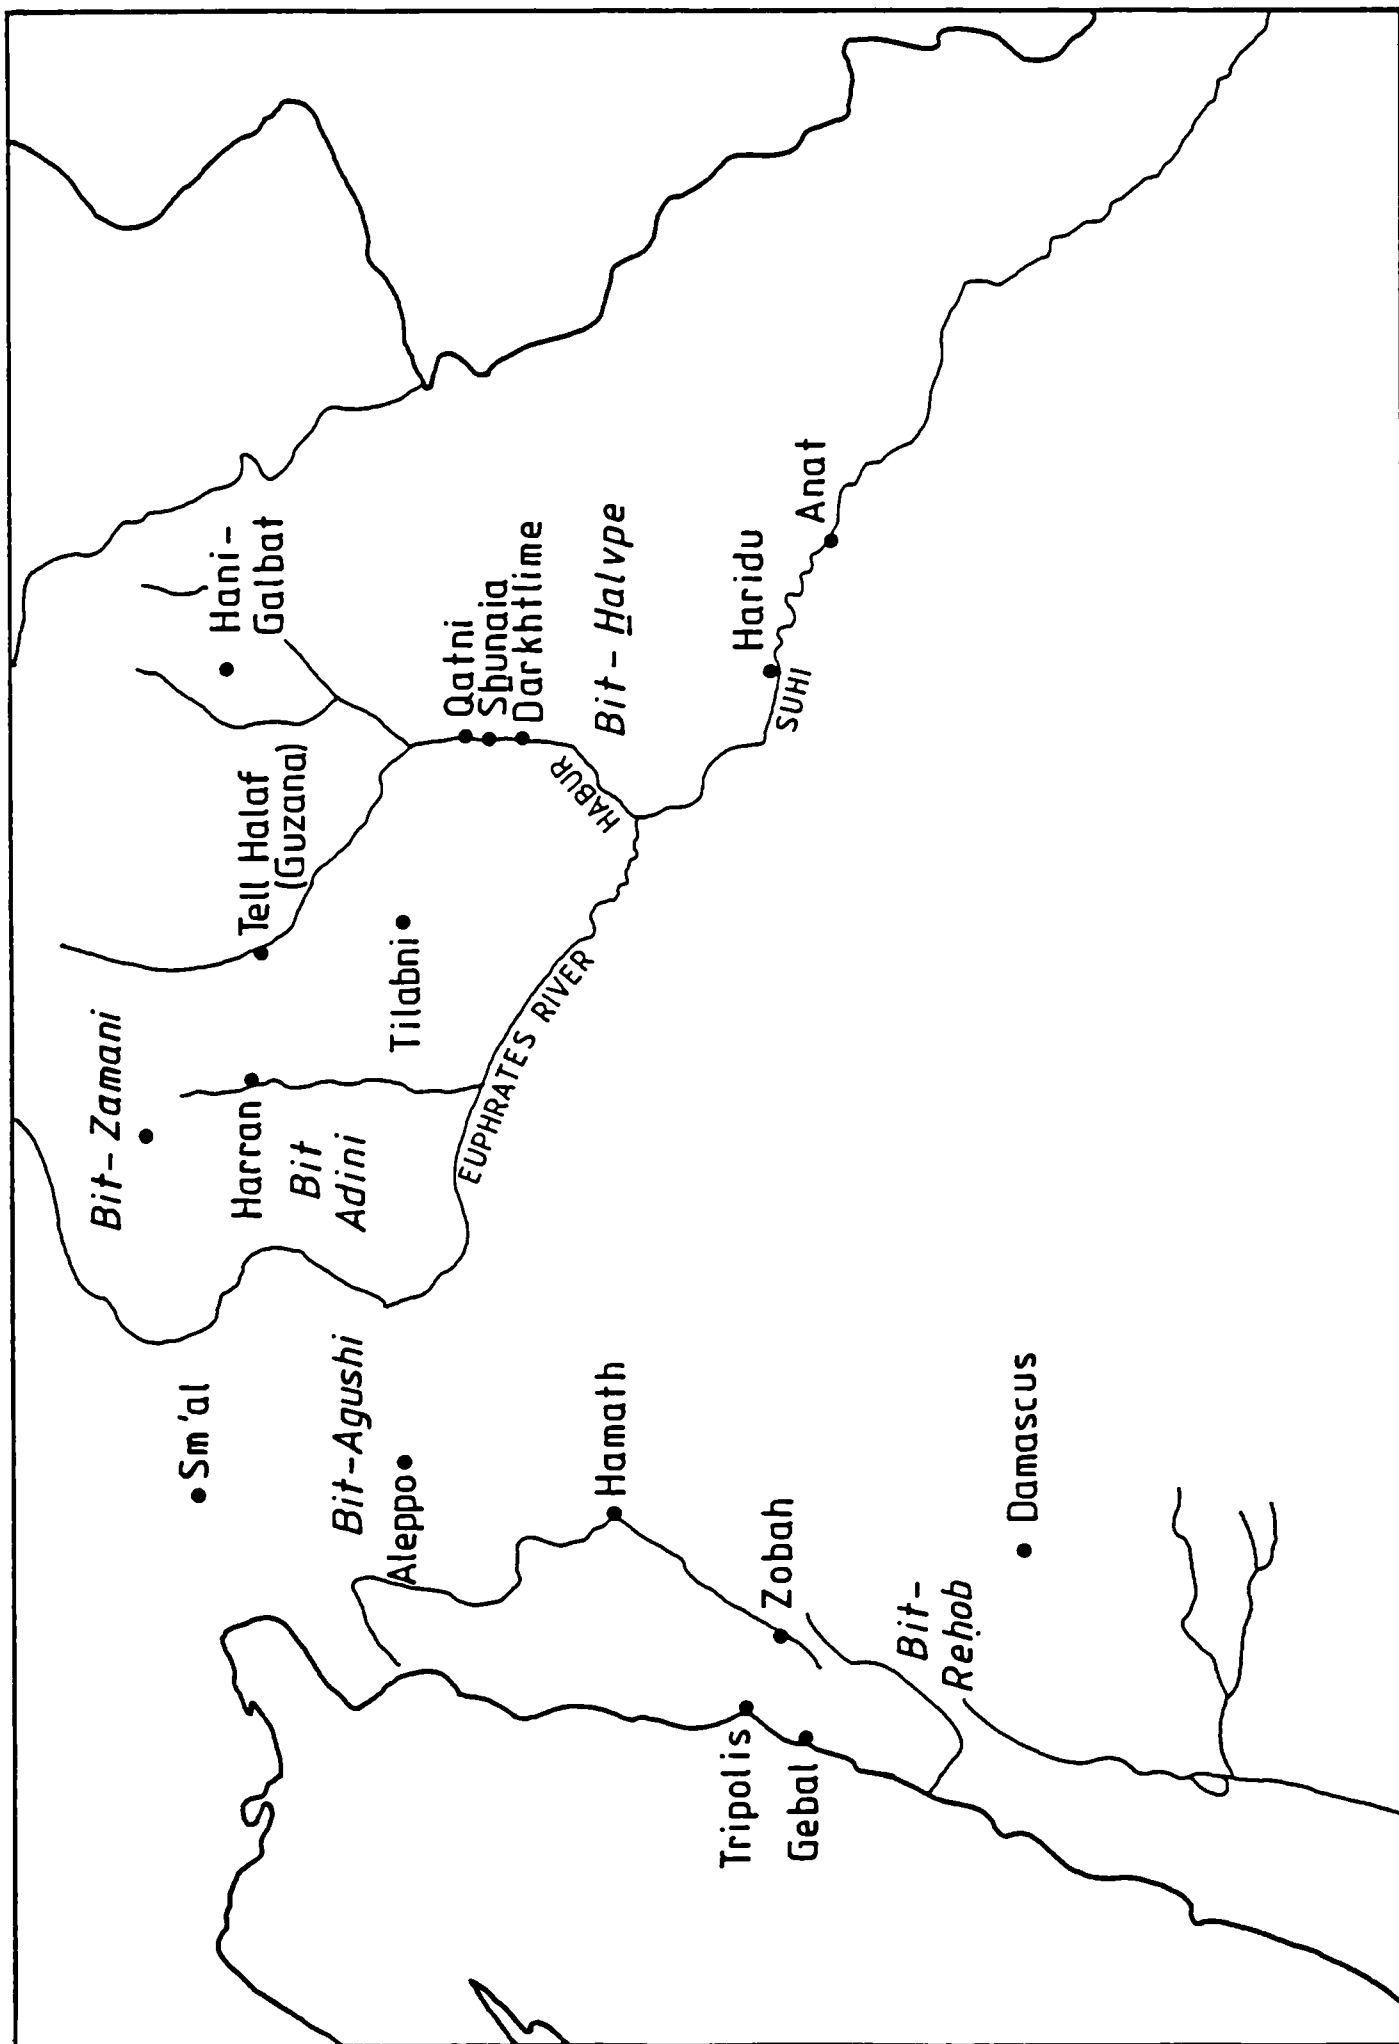 Bit-Zamani
Sm'al
Harran
Tell Halaf
(Guzana)
Hani-
Galbat
Bit
Adini
Bit-Agushi
Aleppo
Tilabni
Qatni
Shunaia
Darkhtlime
EUPHRATES RIVER
HABUR
Bit-Halvpe
Hamath
Haridu
Anat
SUHI
Tripolis
Zobah
Gebal
Bit-
Reḥob
Damascus